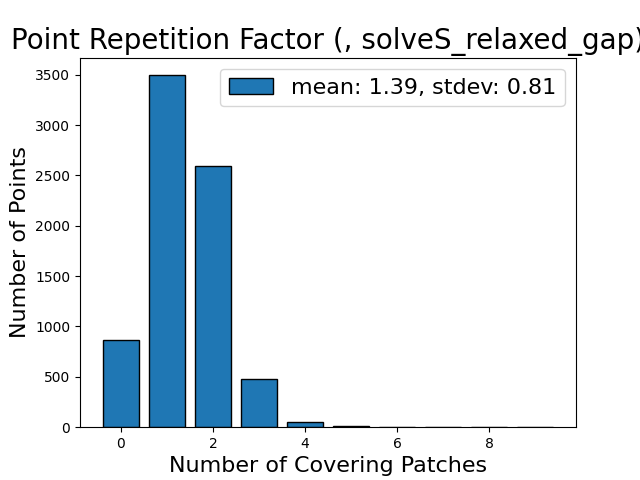 Point Repetition Factor (, solveS_relaxed_gap)
mean: 1.39, stdev: 0.81
Number of Points
3500
3000
2500
2000
1500
1000
500
0
0 2 4 6 8
Number of Covering Patches